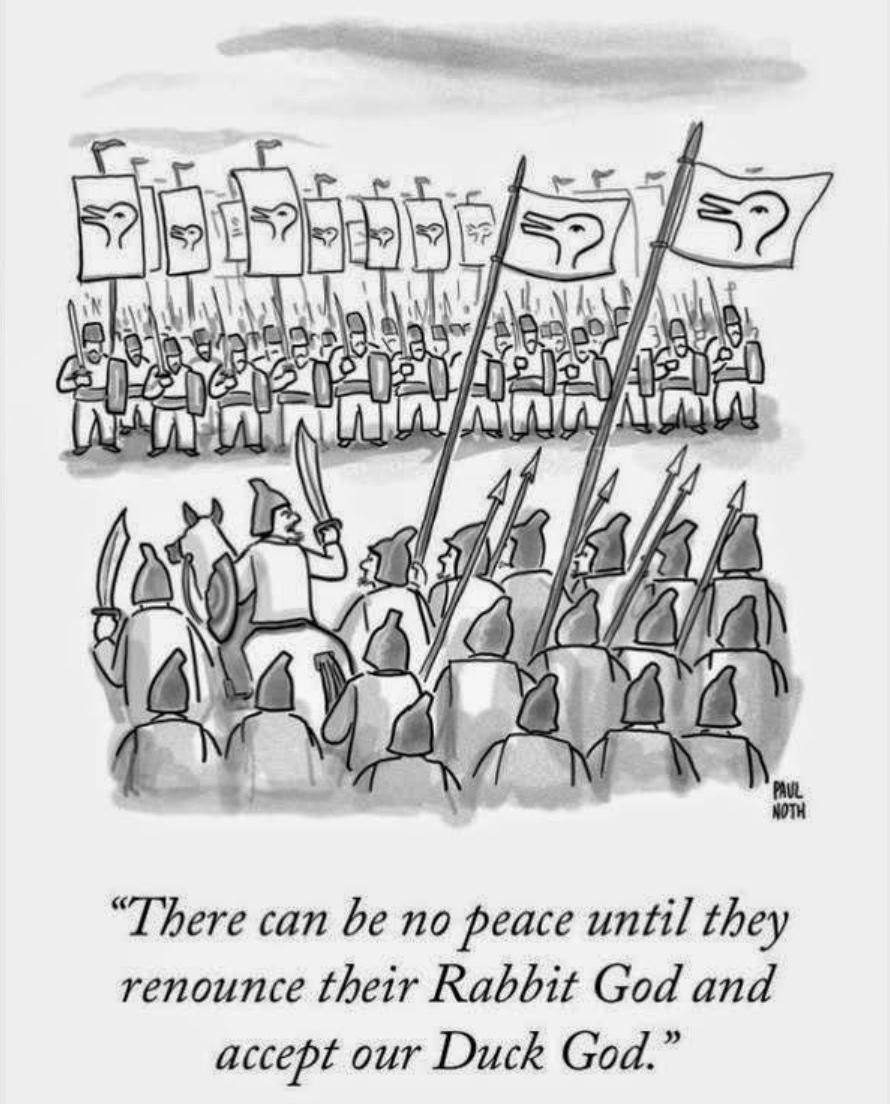 PAUL
NOTH
“There can be no peace until they
renounce their Rabbit God and
accept our Duck God.”